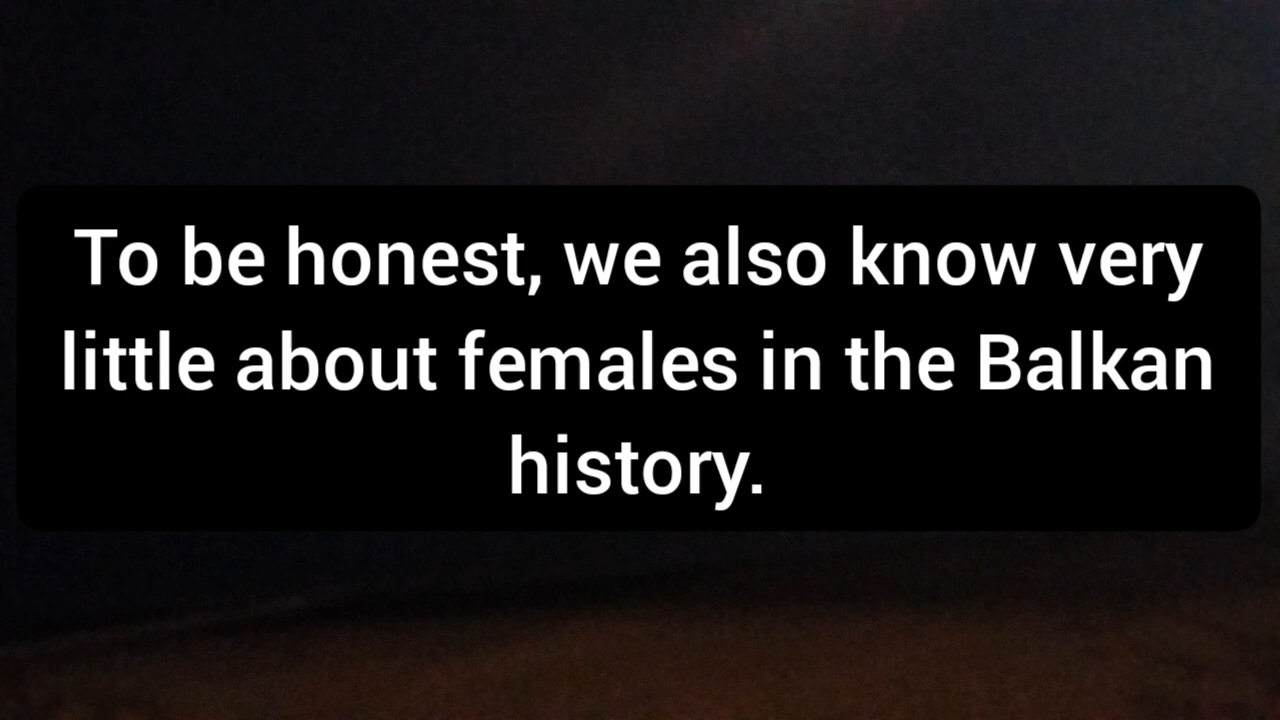 To be honest, we also know very
little about females in the Balkan
history.